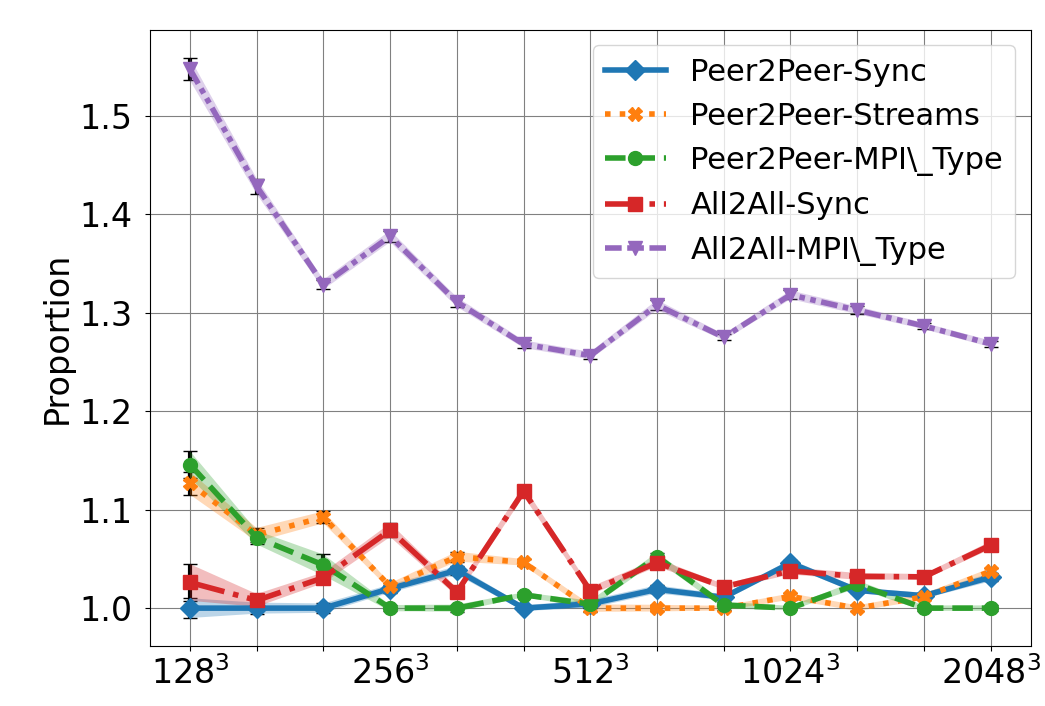 Peer2Peer-Sync
Peer2Peer-Streams
Peer2Peer-MPI\_Type
All2All-Sync
All2All-MPI\_Type
Proportion
1.5
1.4
1.3
1.2
1.1
1.0
128³ 256³ 512³ 1024³ 2048³